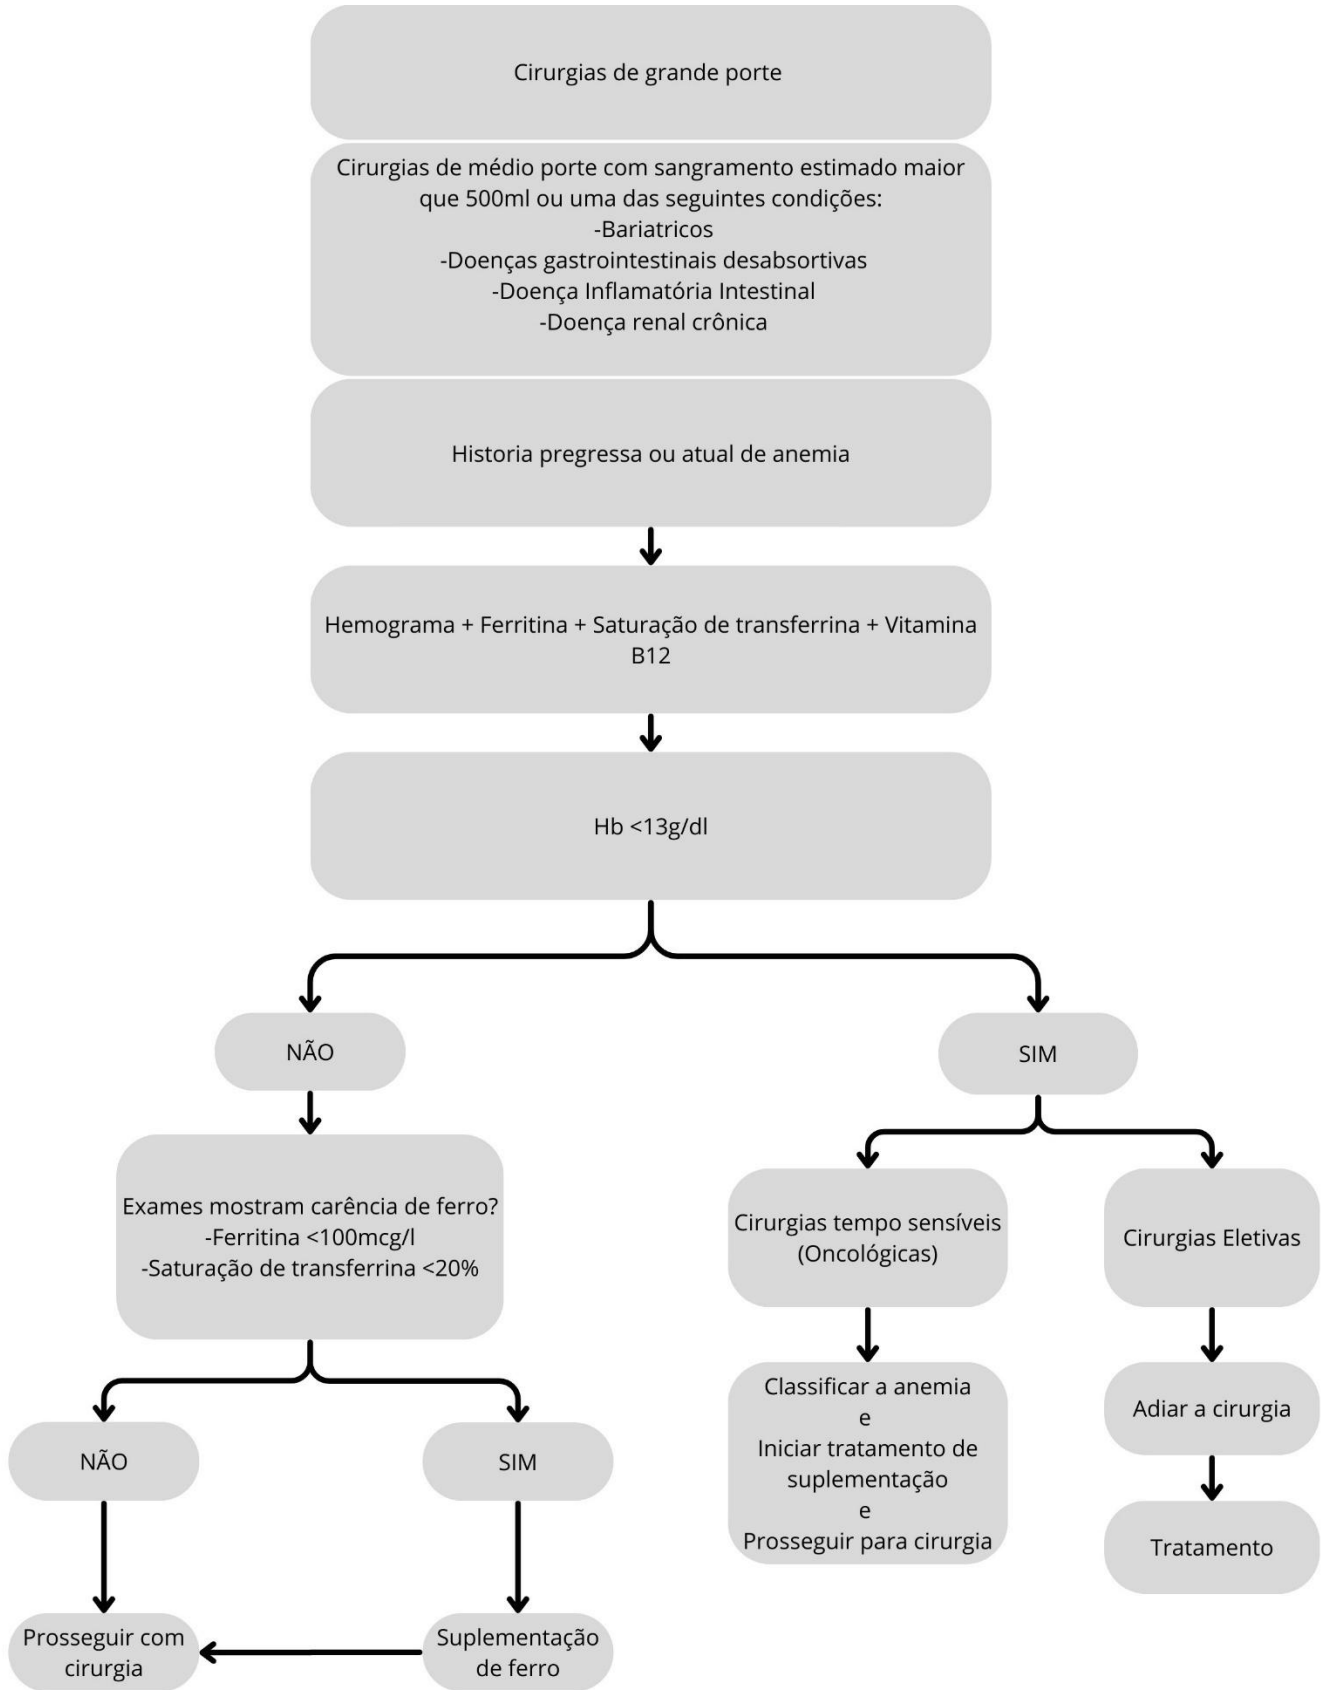 Cirurgias de grande porte
Cirurgias de médio porte com sangramento estimado maior
que 500ml ou uma das seguintes condições:
-Bariatricos
-Doenças gastrointestinais desabsortivas
-Doença Inflamatória Intestinal
-Doença renal crônica
Historia pregressa ou atual de anemia
Hemograma + Ferritina + Saturação de transferrina + Vitamina
B12
Hb <13g/dl
NÃO
SIM
Exames mostram carência de ferro?
-Ferritina <100mcg/l
-Saturação de transferrina <20%
Cirurgias tempo sensíveis
(Oncológicas)
Cirurgias Eletivas
NÃO
SIM
Classificar a anemia
e
Iniciar tratamento de
suplementação
e
Prosseguir para cirurgia
Adiar a cirurgia
Tratamento
Prosseguir com
cirurgia
Suplementação
de ferro